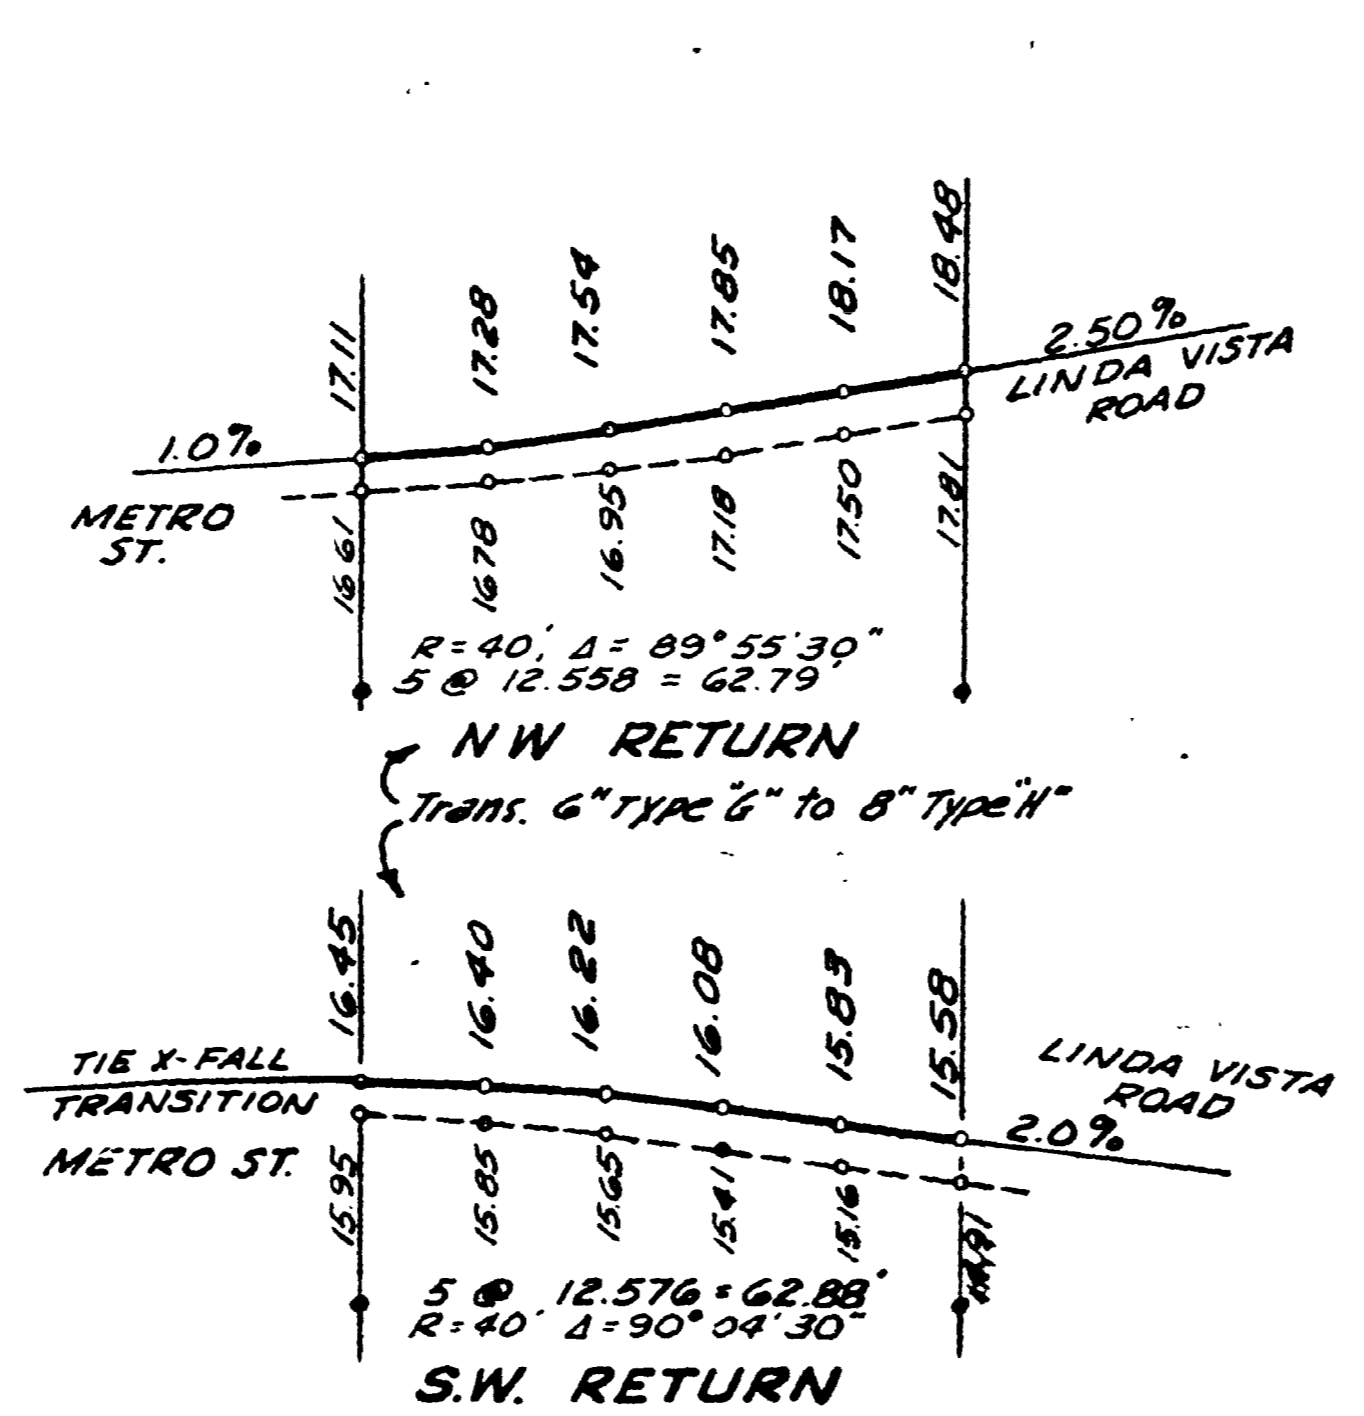 17.11 17.28 17.54 17.85 18.17 18.48
1.0%
2.50%
LINDA VISTA
ROAD
METRO
ST.
16 61 16 78 16.95 17.18 17.50 17.81
R = 40', Δ = 89° 55' 30"
5 @ 12.558 = 62.79'
NW RETURN
Trans. 6" Type "G" to 8" Type "H"
16.45 16.40 16.22 16.08 15.83 15.58
TIE X-FALL
TRANSITION
METRO ST.
LINDA VISTA
ROAD
2.0%
15.95 15.85 15.65 15.41 15.16
5 @ 12.576 = 62.88'
R = 40' Δ = 90° 04' 30"
S.W. RETURN